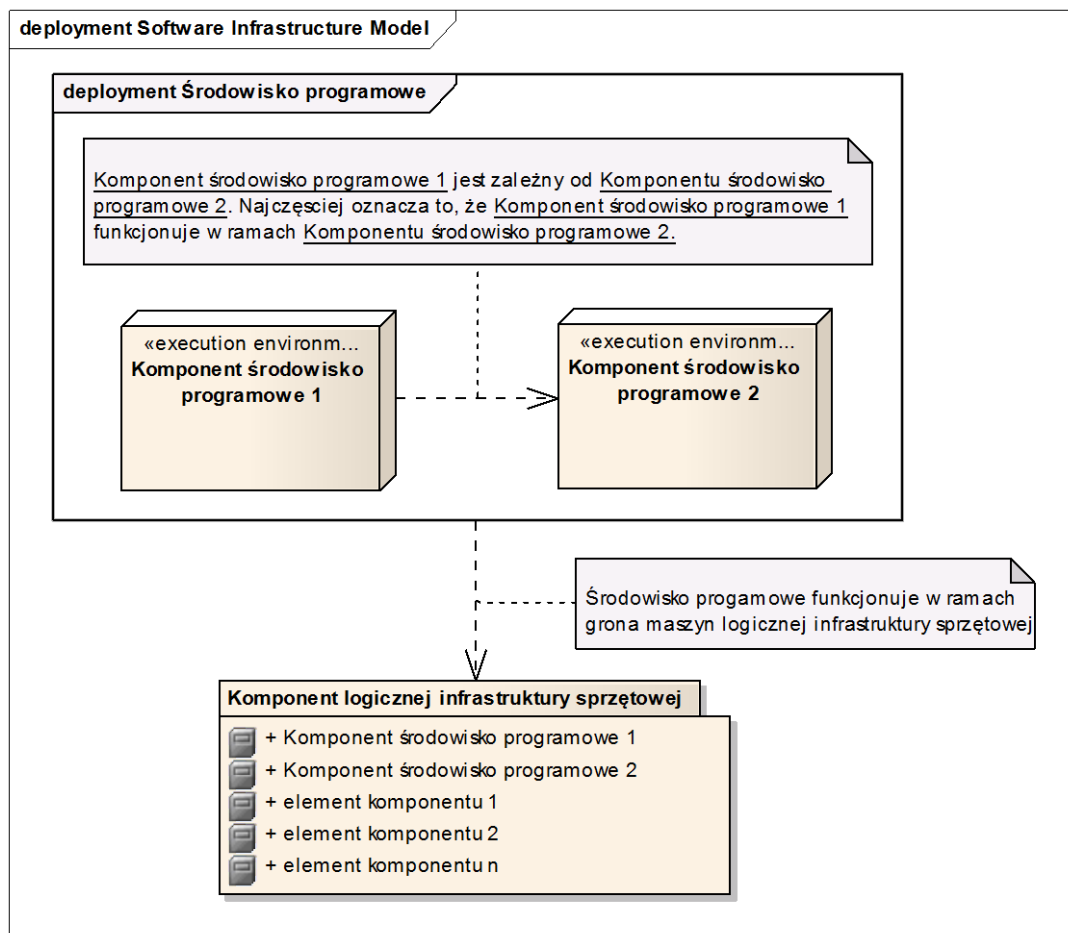 deployment Software Infrastructure Model
deployment Środowisko programowe
Komponent środowisko programowe 1 jest zależny od Komponentu środowisko
programowe 2. Najczęsciej oznacza to, że Komponent środowisko programowe 1
funkcjonuje w ramach Komponentu środowisko programowe 2.
«execution environm...
Komponent środowisko
programowe 1
«execution environm...
Komponent środowisko
programowe 2
Środowisko progamowe funkcjonuje w ramach
grona maszyn logicznej infrastruktury sprzętowej
Komponent logicznej infrastruktury sprzętowej
+ Komponent środowisko programowe 1
+ Komponent środowisko programowe 2
+ element komponentu 1
+ element komponentu 2
+ element komponentu n